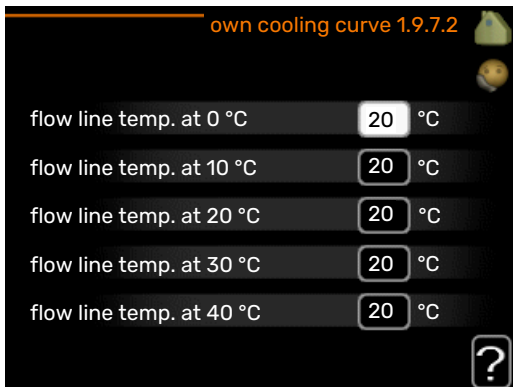 own cooling curve 1.9.7.2
flow line temp. at 0 °C 20 °C
flow line temp. at 10 °C 20 °C
flow line temp. at 20 °C 20 °C
flow line temp. at 30 °C 20 °C
flow line temp. at 40 °C 20 °C
?